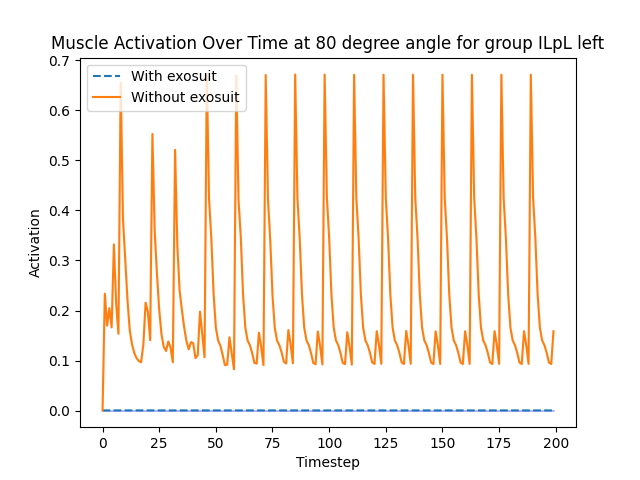 Muscle Activation Over Time at 80 degree angle for group ILpL left
With exosuit
Without exosuit
0.7
0.6
0.5
0.4
0.3
0.2
0.1
0.0
Activation
0 25 50 75 100 125 150 175 200
Timestep